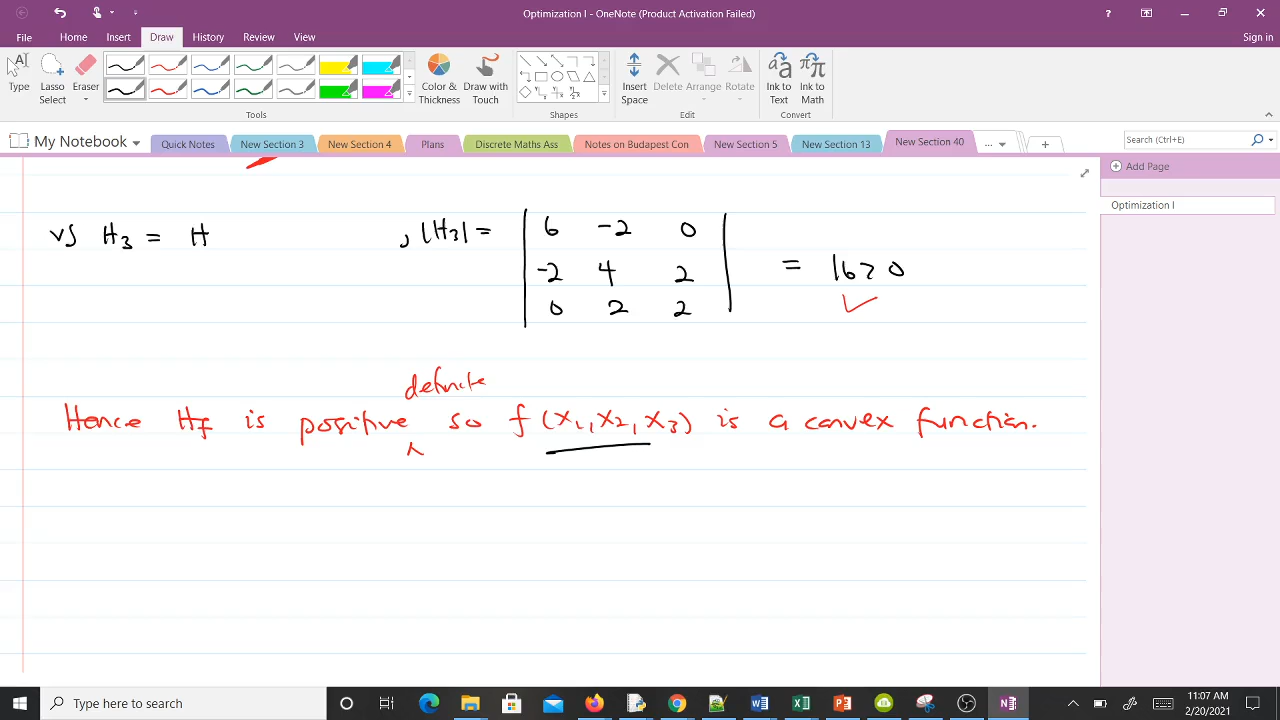 Optimization I - OneNote (Product Activation Failed)
Sign in
File Home Insert Draw History Review View
Type Lasso Select Eraser Color & Thickness Draw with Touch Insert Space Delete Arrange Rotate Ink to Text Ink to Math
Tools Shapes Edit Convert
My Notebook Quick Notes New Section 3 New Section 4 Plans Discrete Maths Ass Notes on Budapest Con New Section 5 New Section 13 New Section 40 ... Search (Ctrl+E)
Add Page
Optimization I
H3 = H , |H3| =
6 -2 0
-2 4 2
0 2 2
= 16 > 0
definite
Hence Hf is positive so f (x1, x2, x3) is a convex function.
Type here to search
11:07 AM
2/20/2021